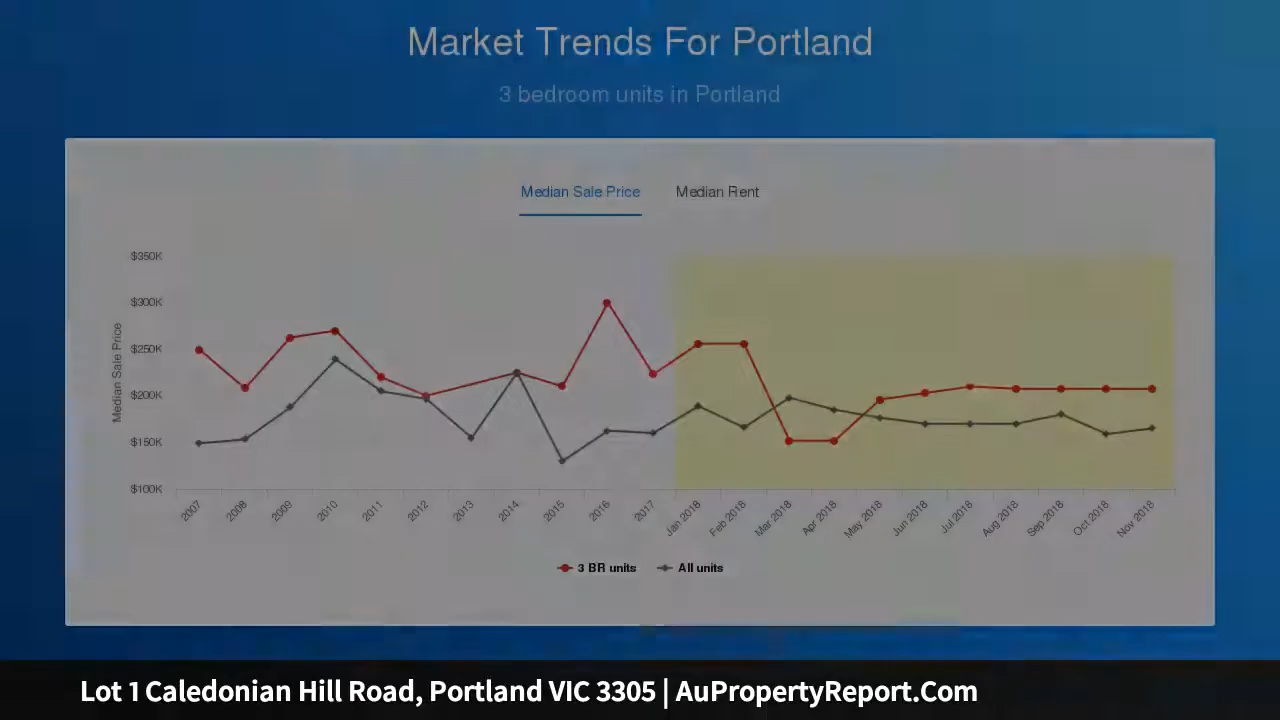 Market Trends For Portland
3 bedroom units in Portland
Median Sale Price Median Rent
$350K
$300K
$250K
$200K
$150K
$100K
Median Sale Price
2007 2008 2009 2010 2011 2012 2013 2014 2015 2016 2017 Jan 2018 Feb 2018 Mar 2018 Apr 2018 May 2018 Jun 2018 Jul 2018 Aug 2018 Sep 2018 Oct 2018 Nov 2018
3 BR units All units
Lot 1 Caledonian Hill Road, Portland VIC 3305 | AuPropertyReport.Com